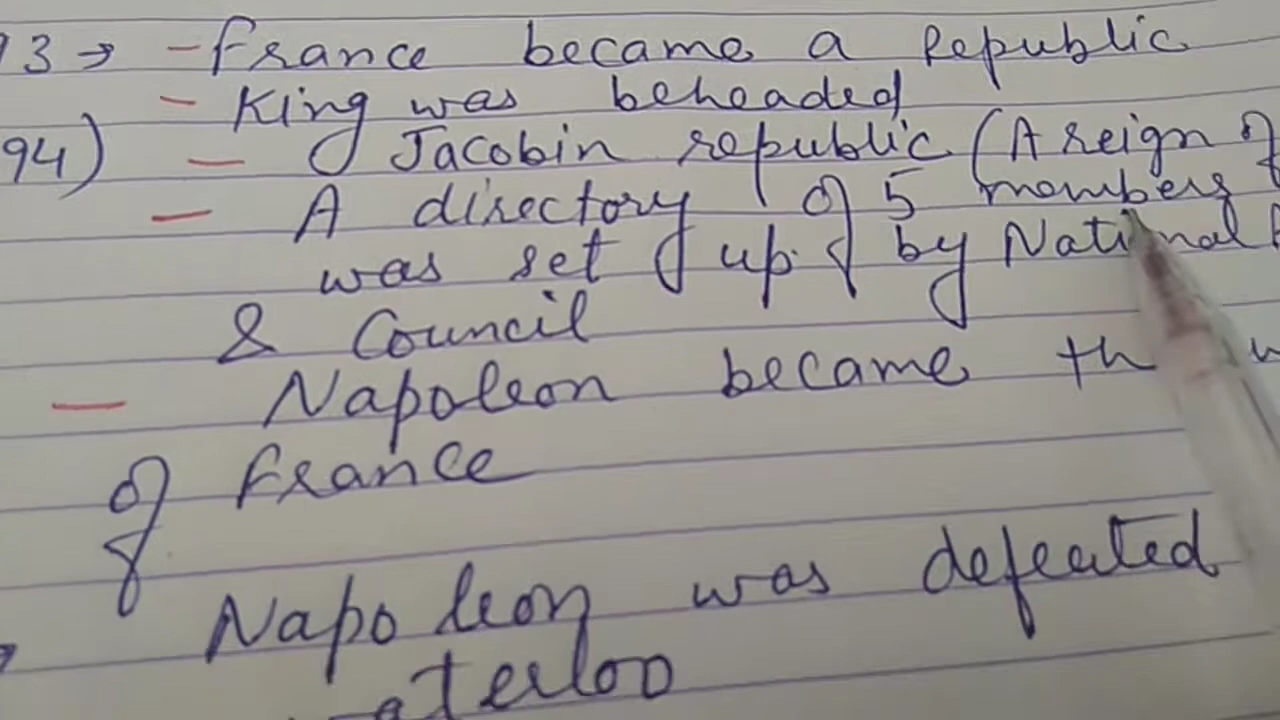 93 → - France became a Republic
- King was beheaded
94) - Jacobin republic (A reign of
- A directory of 5 members
was set up by National
& Council
- Napoleon became
of France
Napoleon was defeated
aterloo